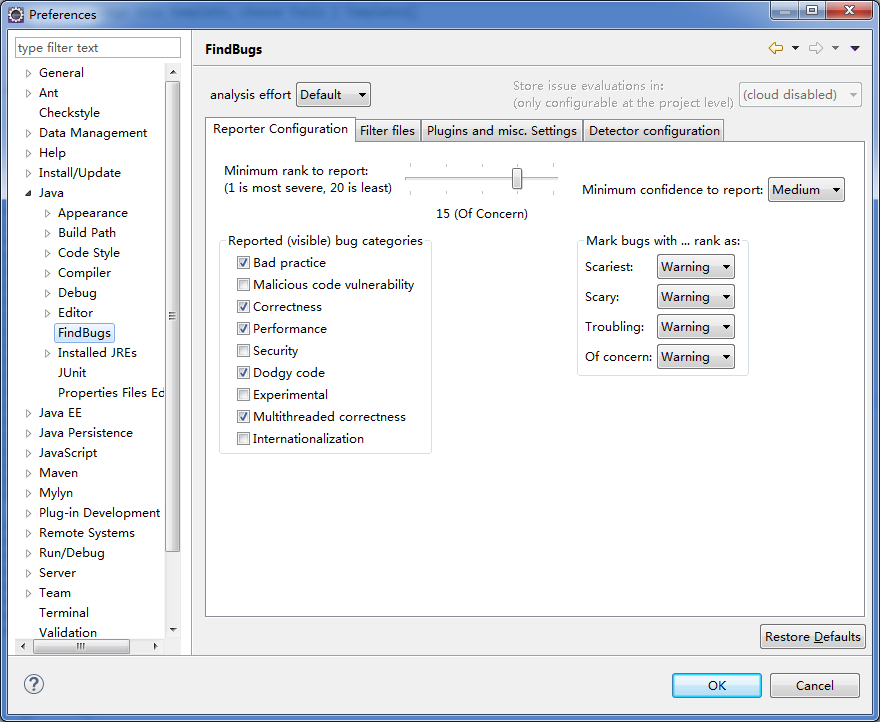 Preferences
type filter text
General
Ant
Checkstyle
Data Management
Help
Install/Update
Java
Appearance
Build Path
Code Style
Compiler
Debug
Editor
FindBugs
Installed JREs
JUnit
Properties Files Ed
Java EE
Java Persistence
JavaScript
Maven
Mylyn
Plug-in Development
Remote Systems
Run/Debug
Server
Team
Terminal
Validation
FindBugs
analysis effort Default
Store issue evaluations in:
(only configurable at the project level) (cloud disabled)
Reporter Configuration Filter files Plugins and misc. Settings Detector configuration
Minimum rank to report:
(1 is most severe, 20 is least)
15 (Of Concern)
Minimum confidence to report: Medium
Reported (visible) bug categories
Bad practice
Malicious code vulnerability
Correctness
Performance
Security
Dodgy code
Experimental
Multithreaded correctness
Internationalization
Mark bugs with ... rank as:
Scariest: Warning
Scary: Warning
Troubling: Warning
Of concern: Warning
Restore Defaults
?
OK Cancel